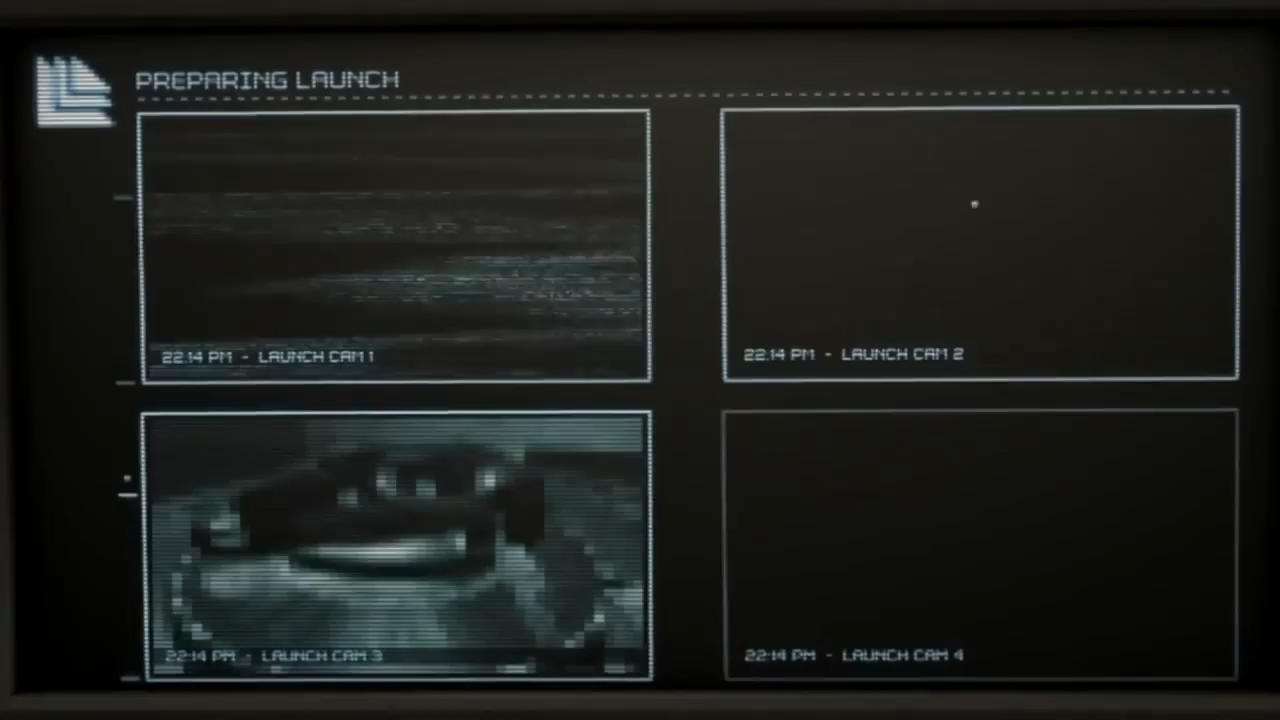 PREPARING LAUNCH
22:14 PM - LAUNCH CAM 1
22:14 PM - LAUNCH CAM 2
22:14 PM - LAUNCH CAM 3
22:14 PM - LAUNCH CAM 4